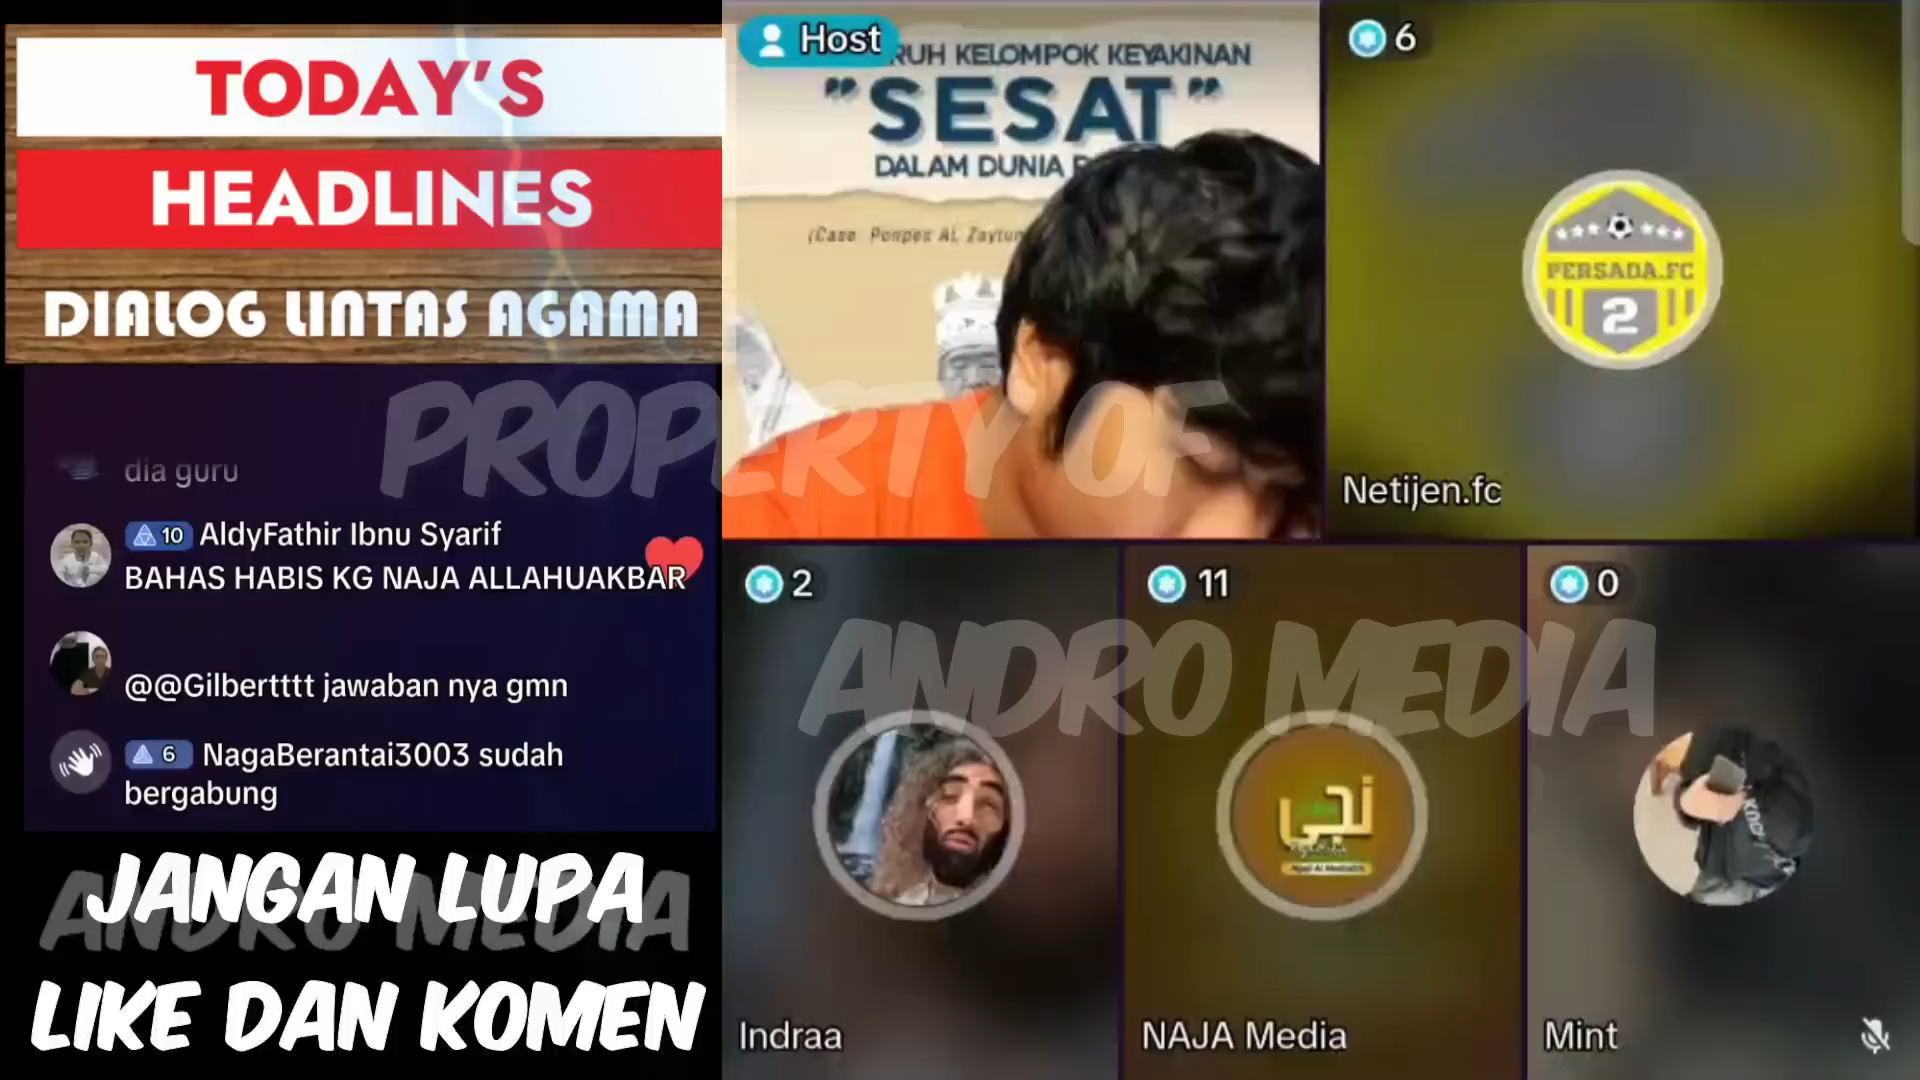 TODAY'S
HEADLINES
DIALOG LINTAS AGAMA
dia guru
10 AldyFathir Ibnu Syarif
BAHAS HABIS KG NAJA ALLAHUAKBAR
@@Gilbertttt jawaban nya gmn
6 NagaBerantai3003 sudah
bergabung
JANGAN LUPA
ANDRO MEDIA
LIKE DAN KOMEN
Host
RUH KELOMPOK KEYAKINAN
"SESAT"
DALAM DUNIA
(Case Ponpes AL Zaytun
6
PERSADA.FC
2
Netijen.fc
PROPERTY OF
ANDRO MEDIA
2
Indraa
11
نجى
NAJA Media
0
Mint